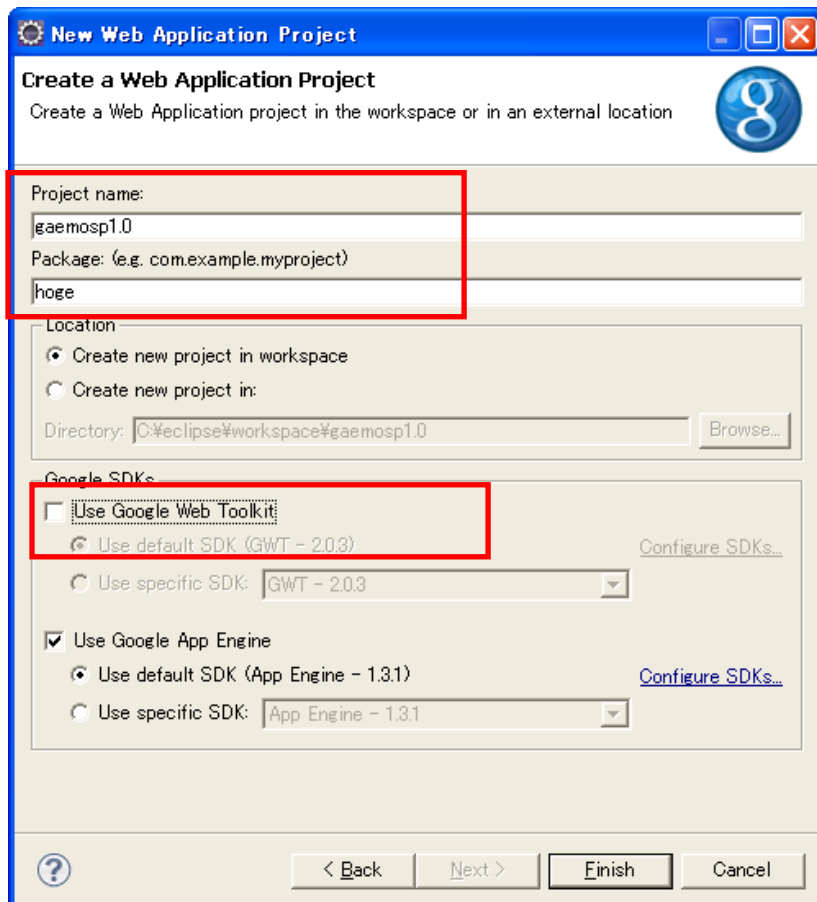 New Web Application Project
Create a Web Application Project
Create a Web Application project in the workspace or in an external location
Project name:
gaemosp1.0
Package: (e.g. com.example.myproject)
hoge
Location
Create new project in workspace
Create new project in:
Directory: C:¥eclipse¥workspace¥gaemosp1.0 Browse...
Google SDKs
Use Google Web Toolkit
Use default SDK (GWT - 2.0.3) Configure SDKs...
Use specific SDK: GWT - 2.0.3
Use Google App Engine
Use default SDK (App Engine - 1.3.1) Configure SDKs...
Use specific SDK: App Engine - 1.3.1
? < Back Next > Finish Cancel